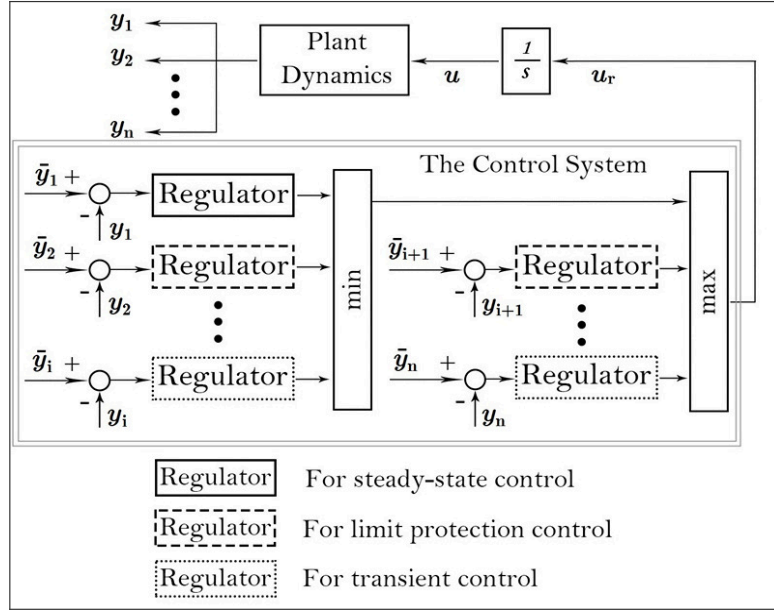 y₁
y₂
yₙ
Plant
Dynamics
u
1
s
uᵣ
The Control System
ȳ₁ +
-
y₁
Regulator
ȳ₂ +
-
y₂
Regulator
ȳᵢ +
-
yᵢ
Regulator
min
ȳᵢ₊₁ +
-
yᵢ₊₁
Regulator
ȳₙ +
-
yₙ
Regulator
max
Regulator For steady-state control
Regulator For limit protection control
Regulator For transient control